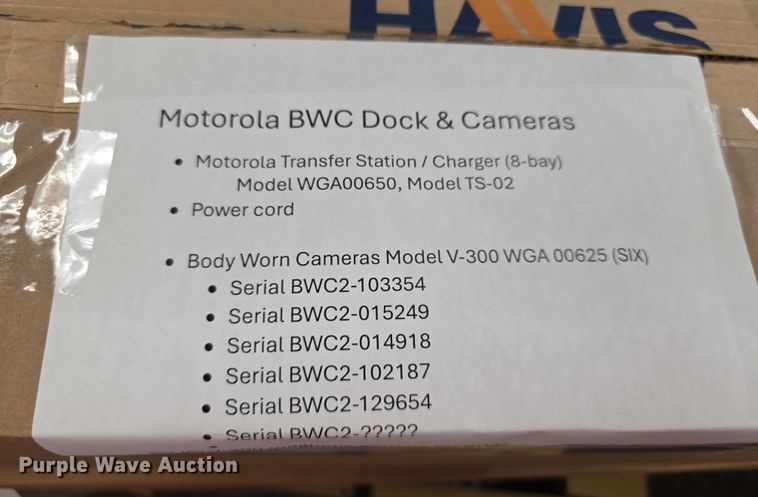 HAVIS
Motorola BWC Dock & Cameras
• Motorola Transfer Station / Charger (8-bay)
Model WGA00650, Model TS-02
• Power cord
• Body Worn Cameras Model V-300 WGA 00625 (SIX)
• Serial BWC2-103354
• Serial BWC2-015249
• Serial BWC2-014918
• Serial BWC2-102187
• Serial BWC2-129654
• Serial BWC2-?????
Purple Wave Auction